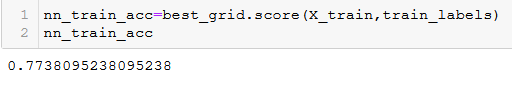 1 nn_train_acc=best_grid.score(X_train,train_labels)
2 nn_train_acc
0.7738095238095238